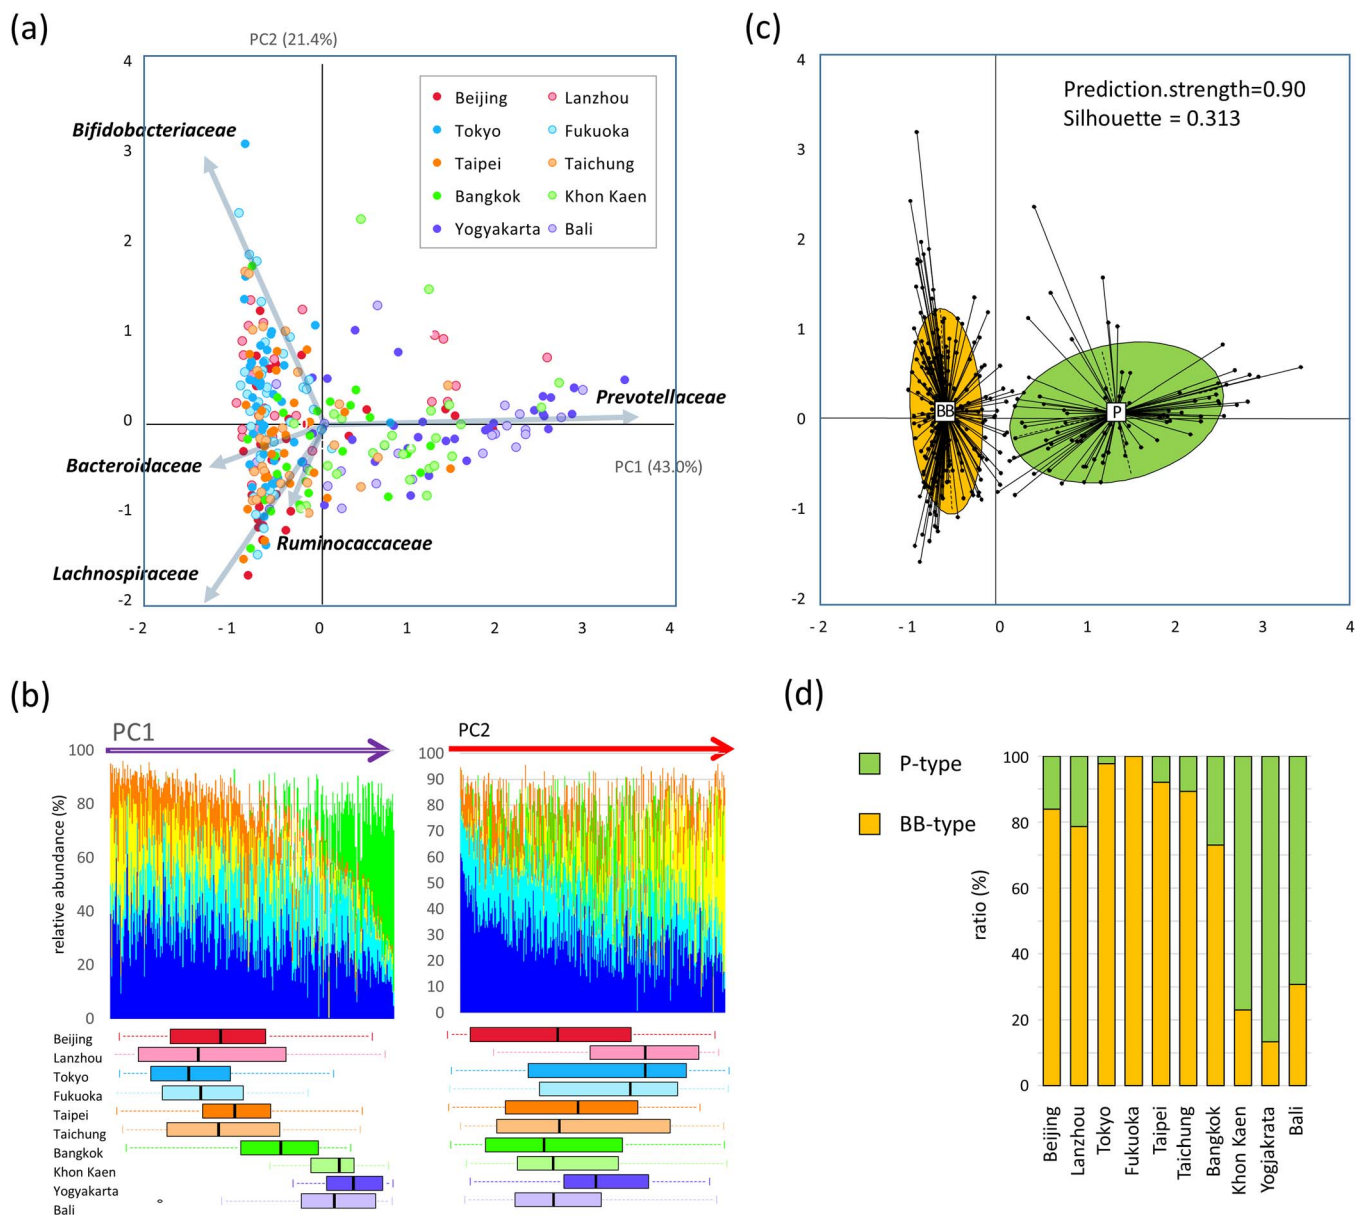 (a)
PC2 (21.4%)
4
3
2
1
0
-1
-2
-2 -1 0 1 2 3 4
Beijing Lanzhou
Tokyo Fukuoka
Taipei Taichung
Bangkok Khon Kaen
Yogyakarta Bali
Bifidobacteriaceae
Prevotellaceae
Bacteroidaceae
PC1 (43.0%)
Ruminocaccaceae
Lachnospiraceae
(c)
4
3
2
1
0
-1
-2
-2 -1 0 1 2 3 4
Prediction.strength=0.90
Silhouette = 0.313
BB
P
(b)
PC1
relative abundance (%)
100
80
60
40
20
0
PC2
100
90
80
70
60
50
40
30
20
10
0
Beijing
Lanzhou
Tokyo
Fukuoka
Taipei
Taichung
Bangkok
Khon Kaen
Yogyakarta
Bali
(d)
P-type
BB-type
ratio (%)
100
80
60
40
20
0
Beijing
Lanzhou
Tokyo
Fukuoka
Taipei
Taichung
Bangkok
Khon Kaen
Yogjakrata
Bali